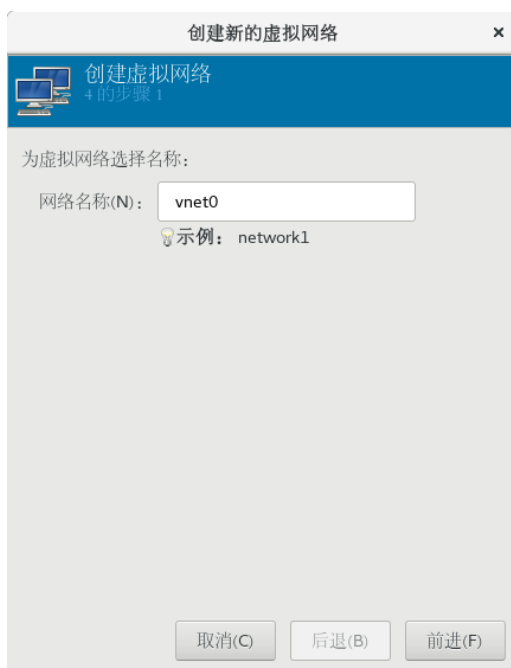 创建新的虚拟网络 ×
创建虚拟网络
4 的步骤 1
为虚拟网络选择名称：
网络名称(N)： vnet0
示例： network1
取消(C) 后退(B) 前进(F)